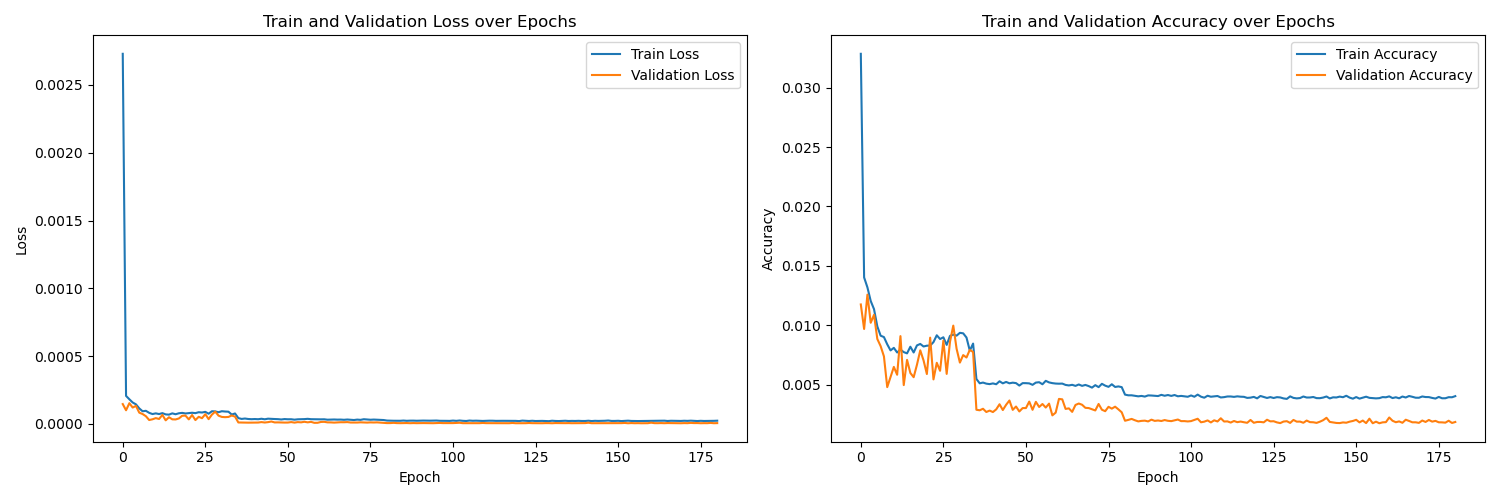 Train and Validation Loss over Epochs
Train Loss
Validation Loss
0.0025
0.0020
0.0015
0.0010
0.0005
0.0000
Loss
0 25 50 75 100 125 150 175
Epoch
Train and Validation Accuracy over Epochs
Train Accuracy
Validation Accuracy
0.030
0.025
0.020
0.015
0.010
0.005
Accuracy
0 25 50 75 100 125 150 175
Epoch